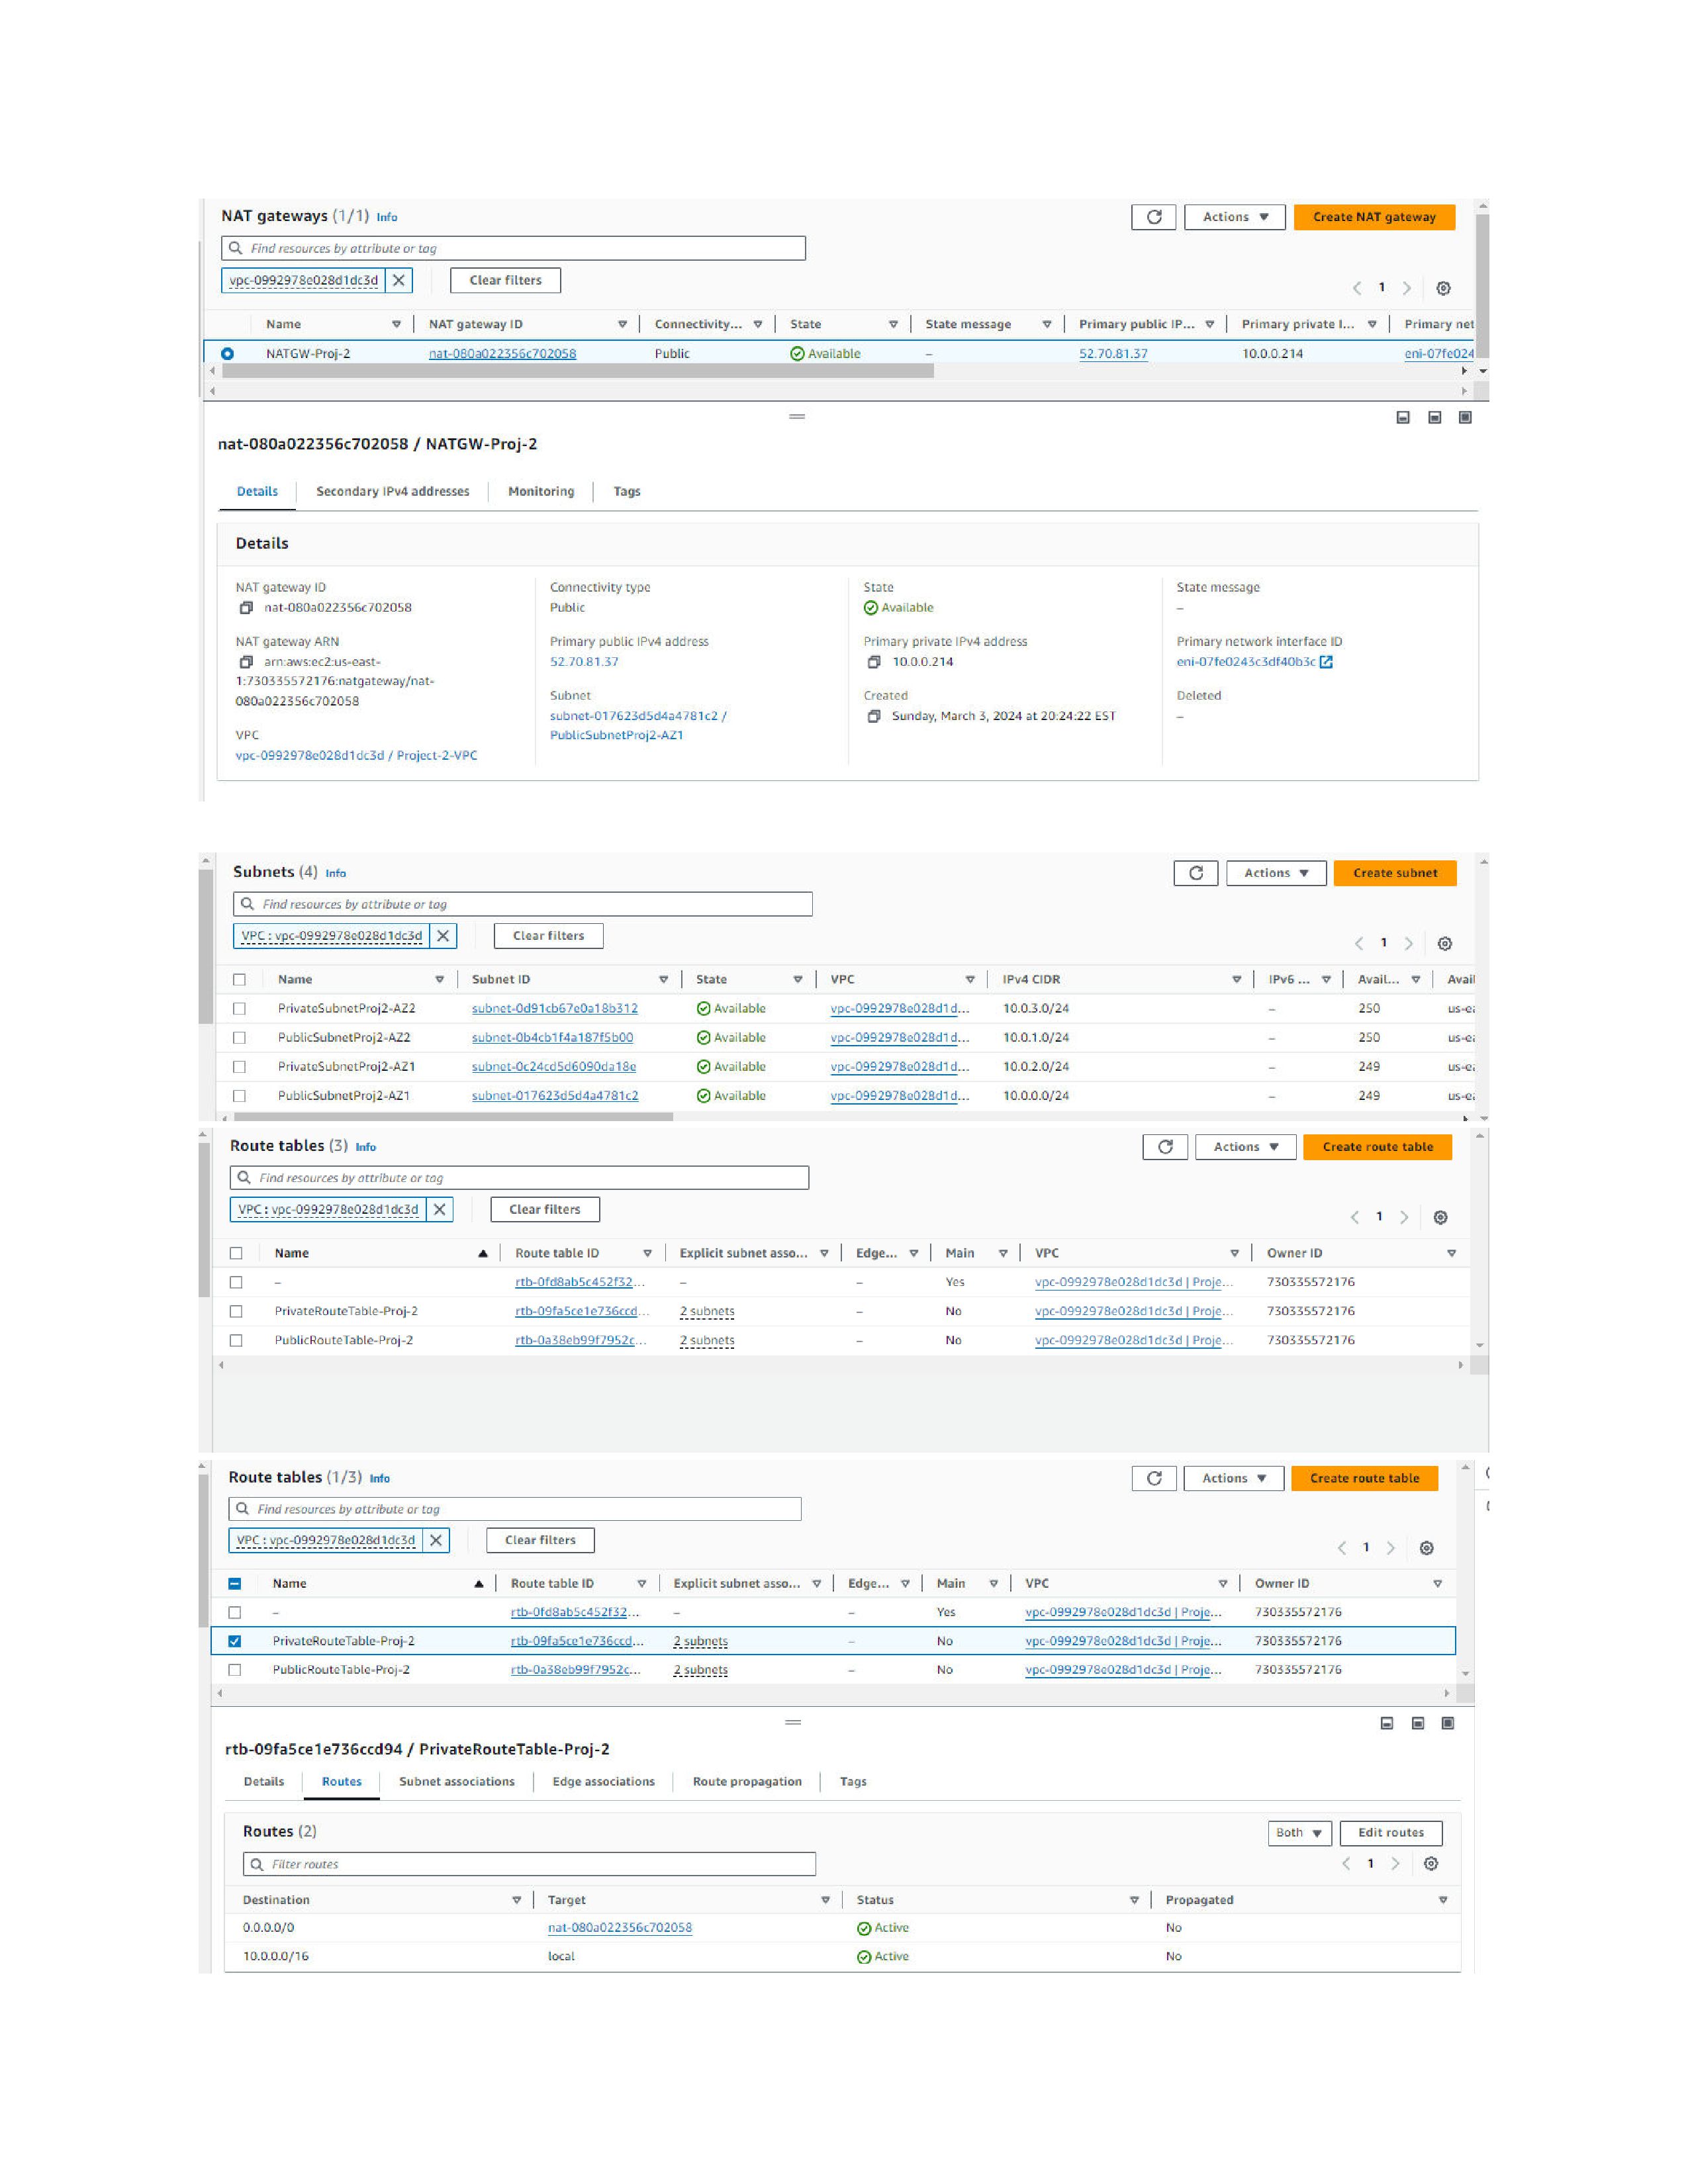 NAT gateways (1/1) Info
Actions Create NAT gateway
Find resources by attribute or tag
vpc-0992978e028d1dc3d Clear filters
1
Name NAT gateway ID Connectivity... State State message Primary public IP... Primary private I... Primary net
NATGW-Proj-2 nat-080a022356c702058 Public Available – 52.70.81.37 10.0.0.214 eni-07fe024
nat-080a022356c702058 / NATGW-Proj-2
Details Secondary IPv4 addresses Monitoring Tags
Details
NAT gateway ID Connectivity type State State message
nat-080a022356c702058 Public Available –
NAT gateway ARN Primary public IPv4 address Primary private IPv4 address Primary network interface ID
arn:aws:ec2:us-east- 52.70.81.37 10.0.0.214 eni-07fe0243c3df40b3c
1:730335572176:natgateway/nat-
080a022356c702058
Subnet Created Deleted
subnet-017623d5d4a4781c2 / Sunday, March 3, 2024 at 20:24:22 EST –
PublicSubnetProj2-AZ1
VPC
vpc-0992978e028d1dc3d / Project-2-VPC
Subnets (4) Info
Actions Create subnet
Find resources by attribute or tag
VPC : vpc-0992978e028d1dc3d Clear filters
1
Name Subnet ID State VPC IPv4 CIDR IPv6 ... Avail... Avail
PrivateSubnetProj2-AZ2 subnet-0d91cb67e0a18b312 Available vpc-0992978e028d1d... 10.0.3.0/24 – 250 us-ea
PublicSubnetProj2-AZ2 subnet-0b4cb1f4a187f5b00 Available vpc-0992978e028d1d... 10.0.1.0/24 – 250 us-ea
PrivateSubnetProj2-AZ1 subnet-0c24cd5d6090da18e Available vpc-0992978e028d1d... 10.0.2.0/24 – 249 us-ea
PublicSubnetProj2-AZ1 subnet-017623d5d4a4781c2 Available vpc-0992978e028d1d... 10.0.0.0/24 – 249 us-ea
Route tables (3) Info
Actions Create route table
Find resources by attribute or tag
VPC : vpc-0992978e028d1dc3d Clear filters
1
Name Route table ID Explicit subnet asso... Edge... Main VPC Owner ID
– rtb-0fd8ab5c452f32... – – Yes vpc-0992978e028d1dc3d | Proje... 730335572176
PrivateRouteTable-Proj-2 rtb-09fa5ce1e736ccd... 2 subnets – No vpc-0992978e028d1dc3d | Proje... 730335572176
PublicRouteTable-Proj-2 rtb-0a38eb99f7952c... 2 subnets – No vpc-0992978e028d1dc3d | Proje... 730335572176
Route tables (1/3) Info
Actions Create route table
Find resources by attribute or tag
VPC : vpc-0992978e028d1dc3d Clear filters
1
Name Route table ID Explicit subnet asso... Edge... Main VPC Owner ID
– rtb-0fd8ab5c452f32... – – Yes vpc-0992978e028d1dc3d | Proje... 730335572176
PrivateRouteTable-Proj-2 rtb-09fa5ce1e736ccd... 2 subnets – No vpc-0992978e028d1dc3d | Proje... 730335572176
PublicRouteTable-Proj-2 rtb-0a38eb99f7952c... 2 subnets – No vpc-0992978e028d1dc3d | Proje... 730335572176
rtb-09fa5ce1e736ccd94 / PrivateRouteTable-Proj-2
Details Routes Subnet associations Edge associations Route propagation Tags
Routes (2)
Both Edit routes
Filter routes
1
Destination Target Status Propagated
0.0.0.0/0 nat-080a022356c702058 Active No
10.0.0.0/16 local Active No